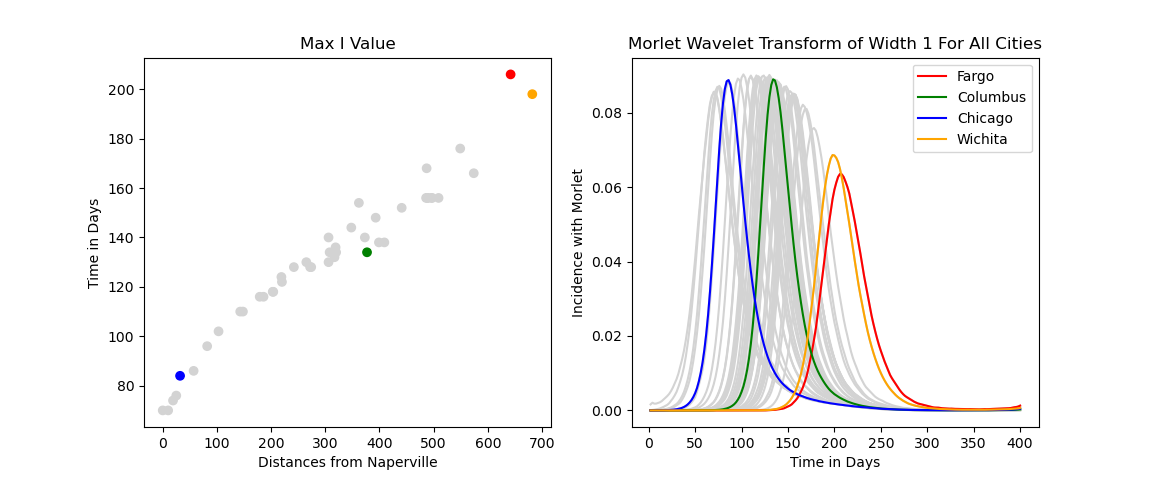 Max I Value
Time in Days
200
180
160
140
120
100
80
0 100 200 300 400 500 600 700
Distances from Naperville
Morlet Wavelet Transform of Width 1 For All Cities
Incidence with Morlet
0.08
0.06
0.04
0.02
0.00
0 50 100 150 200 250 300 350 400
Time in Days
Fargo
Columbus
Chicago
Wichita